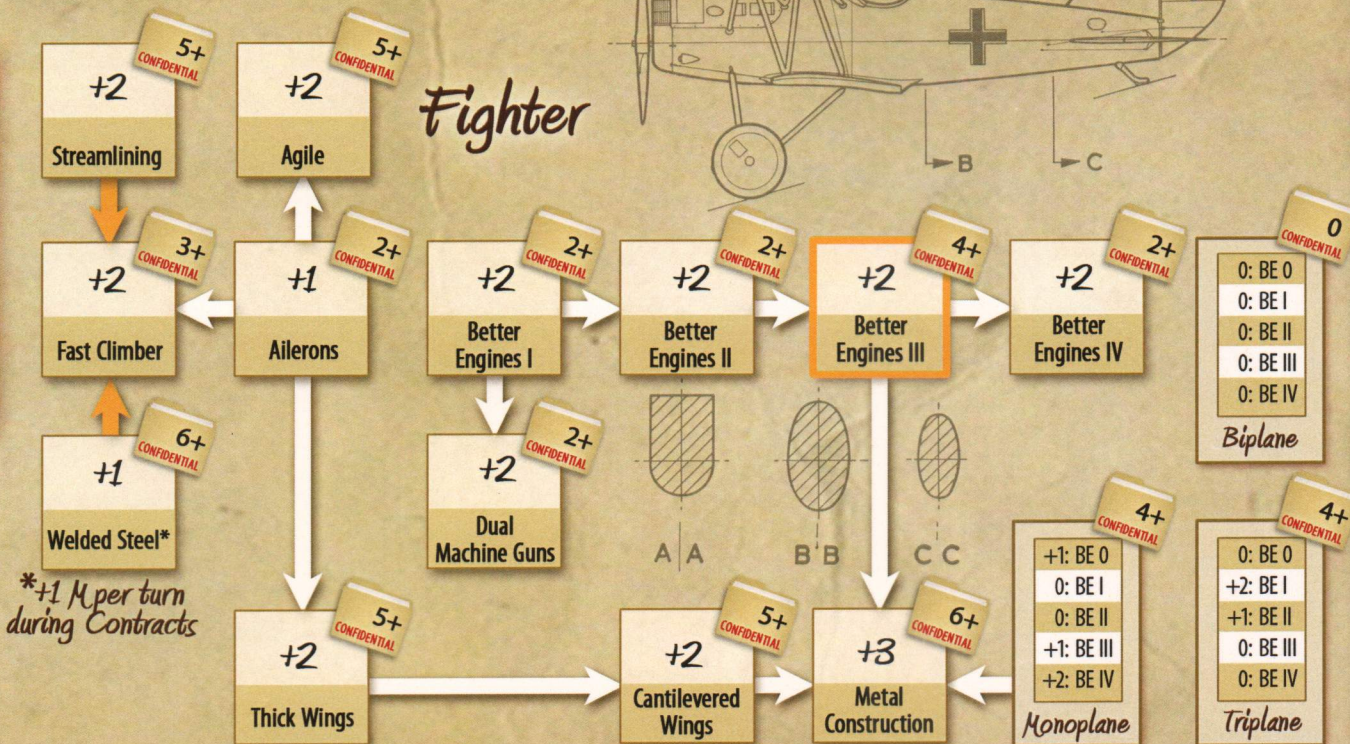 5+
CONFIDENTIAL
+2
Streamlining
5+
CONFIDENTIAL
+2
Agile
Fighter
B
C
3+
CONFIDENTIAL
+2
Fast Climber
2+
CONFIDENTIAL
+1
Ailerons
2+
CONFIDENTIAL
+2
Better
Engines I
2+
CONFIDENTIAL
+2
Better
Engines II
4+
CONFIDENTIAL
+2
Better
Engines III
2+
CONFIDENTIAL
+2
Better
Engines IV
0
CONFIDENTIAL
0: BE 0
0: BE I
0: BE II
0: BE III
0: BE IV
Biplane
6+
CONFIDENTIAL
+1
Welded Steel*
*+1 M per turn
during Contracts
2+
CONFIDENTIAL
+2
Dual
Machine Guns
A A
B B
C C
5+
CONFIDENTIAL
+2
Thick Wings
5+
CONFIDENTIAL
+2
Cantilevered
Wings
6+
CONFIDENTIAL
+3
Metal
Construction
4+
CONFIDENTIAL
+1: BE 0
0: BE I
0: BE II
+1: BE III
+2: BE IV
Monoplane
4+
CONFIDENTIAL
0: BE 0
+2: BE I
+1: BE II
0: BE III
0: BE IV
Triplane